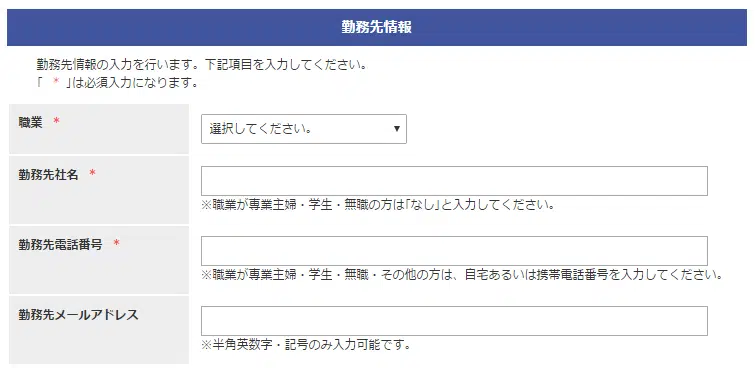 勤務先情報
勤務先情報の入力を行います。下記項目を入力してください。
「 * 」は必須入力になります。
職業 *
選択してください。 ▼
勤務先社名 *
※職業が専業主婦・学生・無職の方は｢なし｣と入力してください。
勤務先電話番号 *
※職業が専業主婦・学生・無職・その他の方は、自宅あるいは携帯電話番号を入力してください。
勤務先メールアドレス
※半角英数字・記号のみ入力可能です。